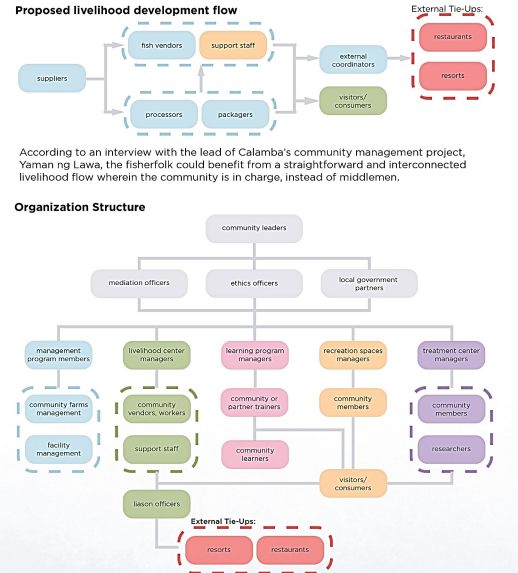 Proposed livelihood development flow
External Tie-Ups:
fish vendors
support staff
restaurants
external
coordinators
suppliers
resorts
visitors/
consumers
processors
packagers
According to an interview with the lead of Calamba's community management project,
Yaman ng Lawa, the fisherfolk could benefit from a straightforward and interconnected
livelihood flow wherein the community is in charge, instead of middlemen.
Organization Structure
community leaders
mediation officers
ethics officers
local government
partners
management
program members
livelihood center
managers
learning program
managers
recreation spaces
managers
treatment center
managers
community farms
management
community
vendors, workers
community or
partner trainers
community
members
community
members
facility
management
support staff
community
learners
researchers
visitors/
consumers
liason officers
External Tie-Ups:
resorts
restaurants